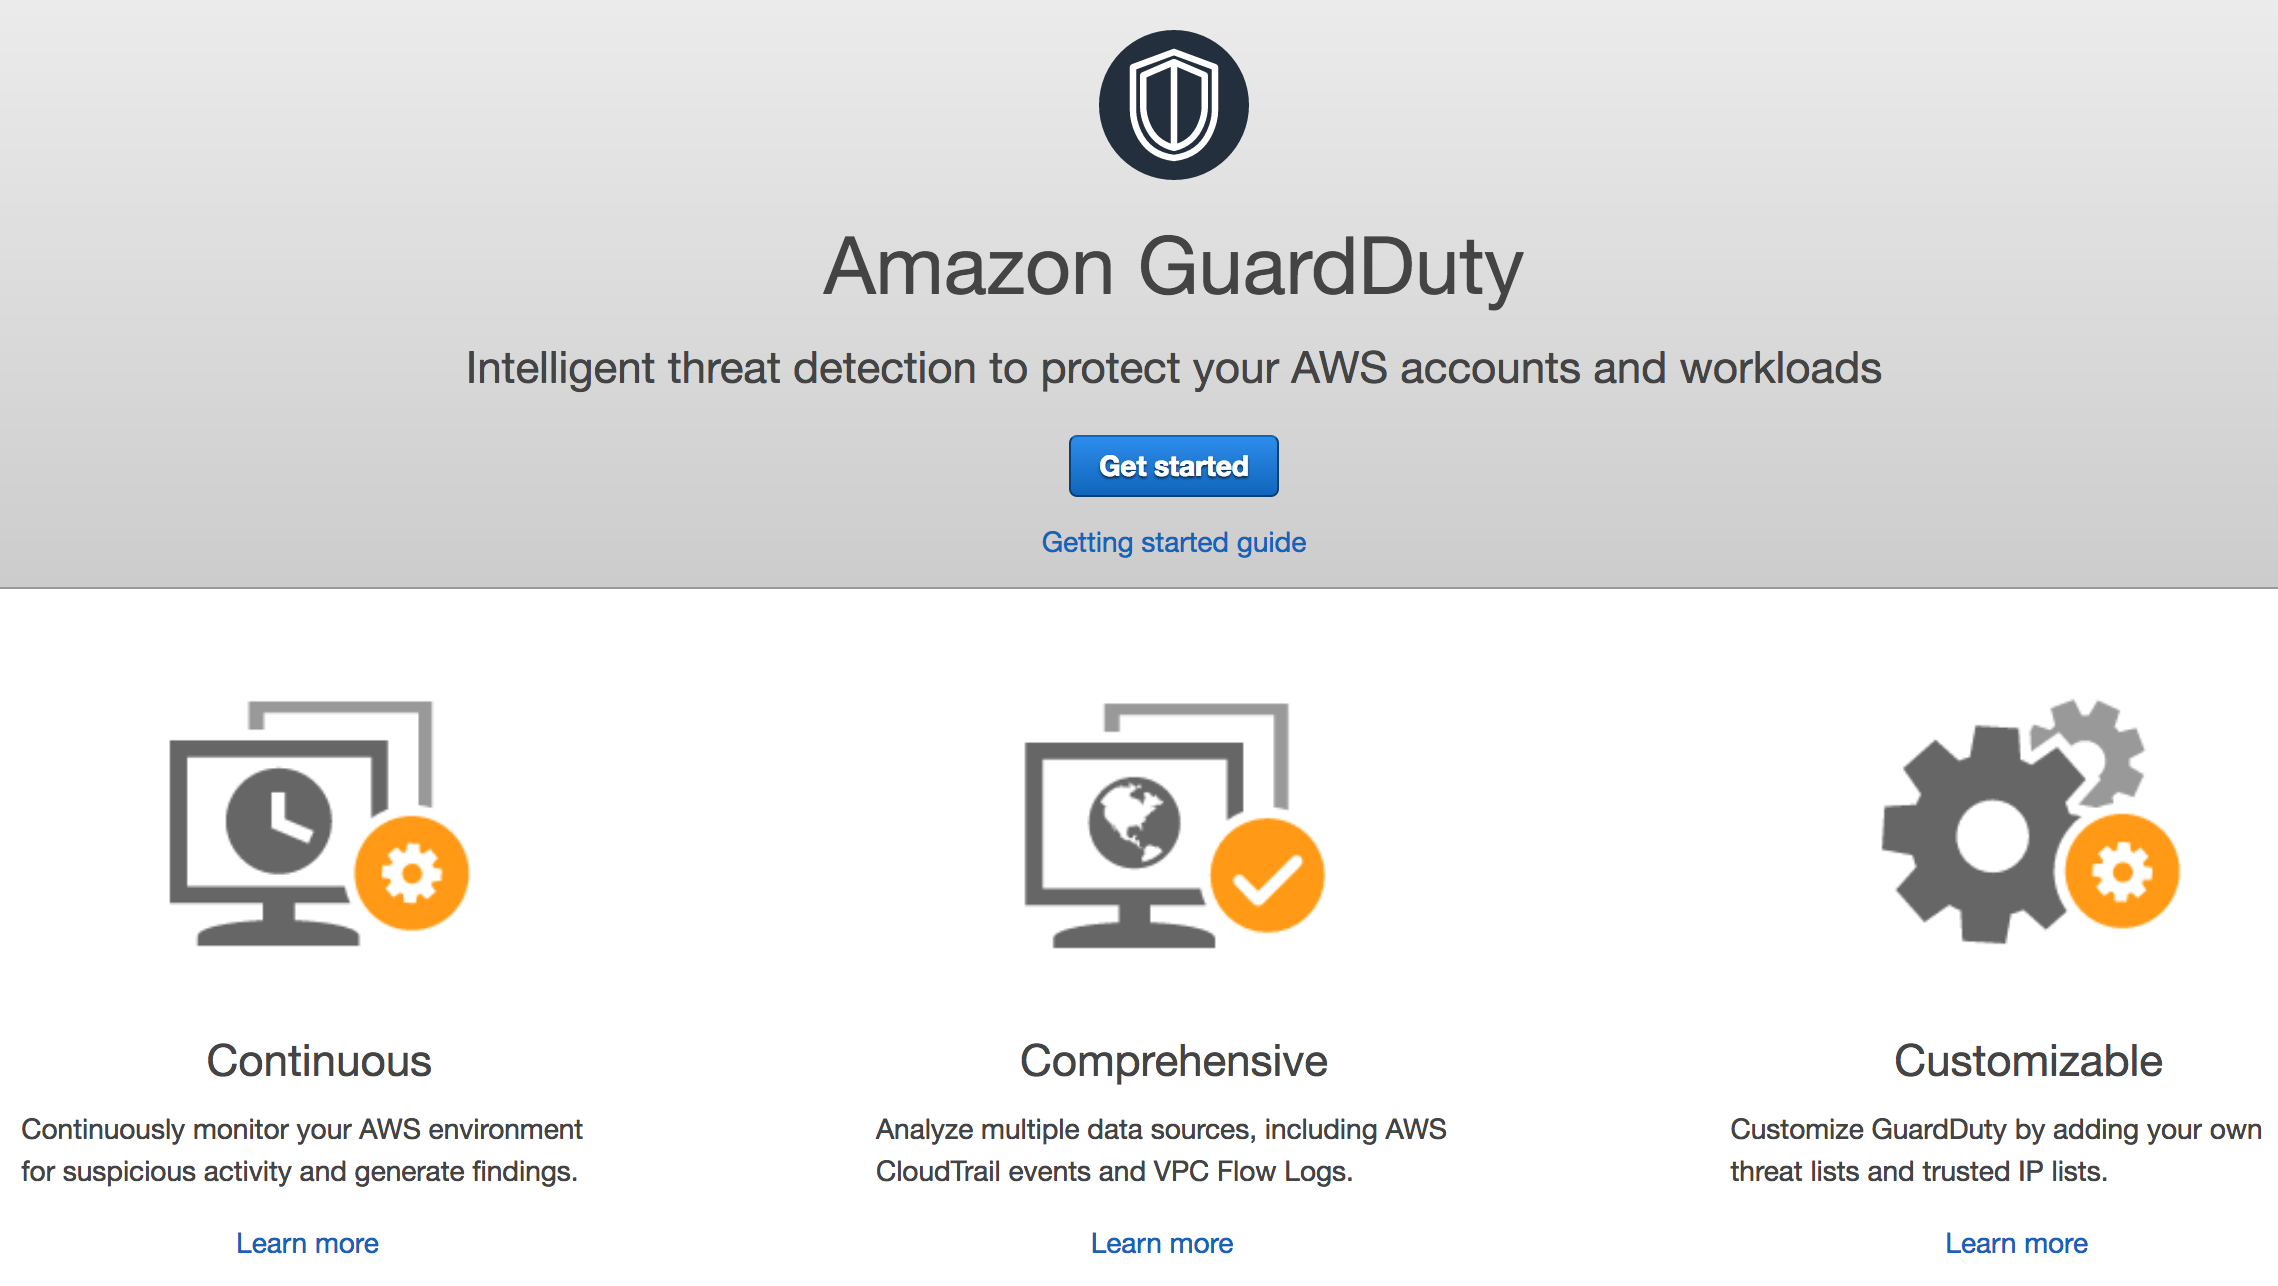 Amazon GuardDuty
Intelligent threat detection to protect your AWS accounts and workloads
Get started
Getting started guide
Continuous
Continuously monitor your AWS environment
for suspicious activity and generate findings.
Learn more
Comprehensive
Analyze multiple data sources, including AWS
CloudTrail events and VPC Flow Logs.
Learn more
Customizable
Customize GuardDuty by adding your own
threat lists and trusted IP lists.
Learn more